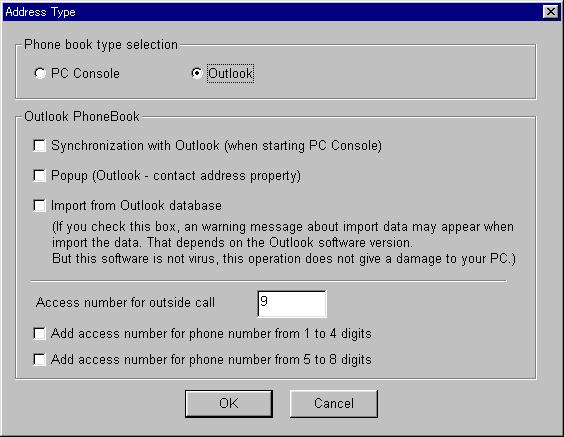 Address Type
Phone book type selection
PC Console
Outlook
Outlook PhoneBook
Synchronization with Outlook (when starting PC Console)
Popup (Outlook - contact address property)
Import from Outlook database
(If you check this box, an warning message about import data may appear when
import the data. That depends on the Outlook software version.
But this software is not virus, this operation does not give a damage to your PC.)
Access number for outside call
9
Add access number for phone number from 1 to 4 digits
Add access number for phone number from 5 to 8 digits
OK
Cancel